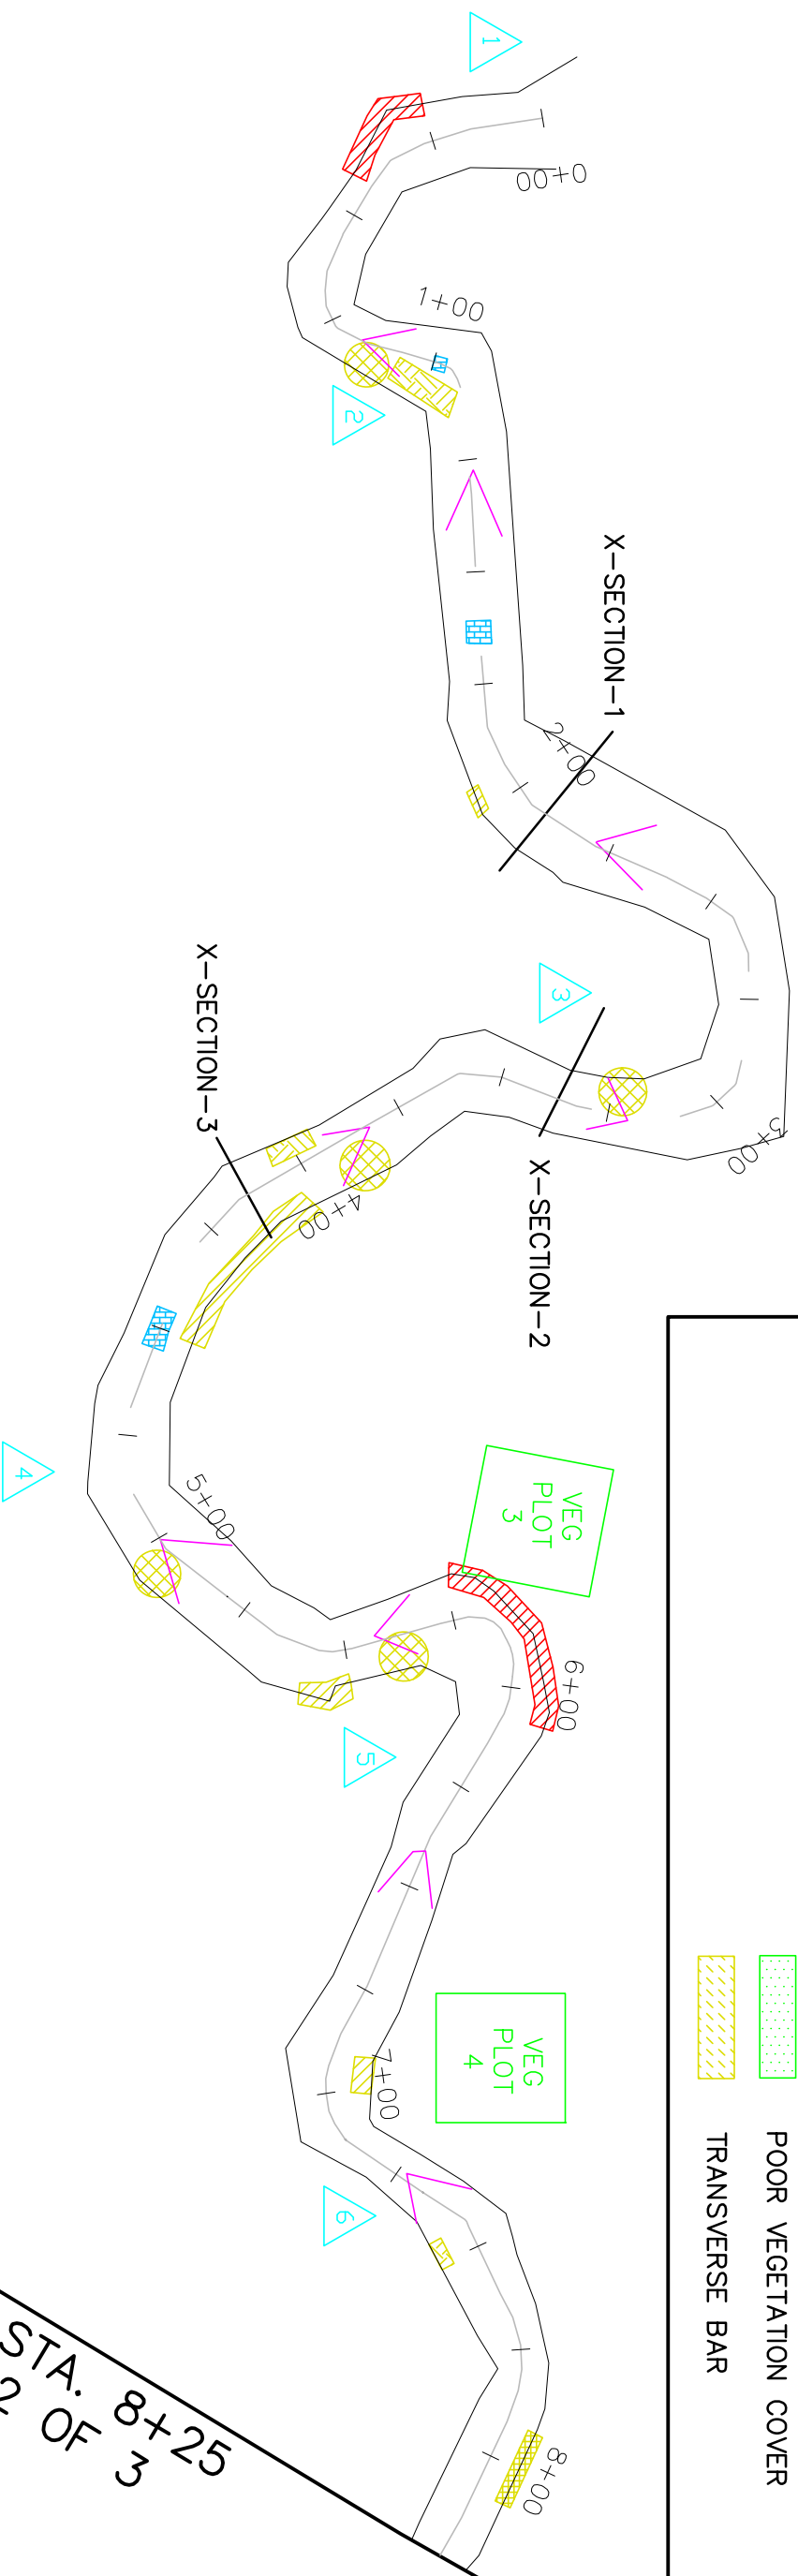 1
0+00
1+00
2
X-SECTION-1
2+00
3
X-SECTION-3
3+00
X-SECTION-2
4+00
4
5+00
VEG
PLOT
3
6+00
5
POOR VEGETATION COVER
TRANSVERSE BAR
VEG
PLOT
4
7+00
6
8+00
STA. 8+25
2 OF 3